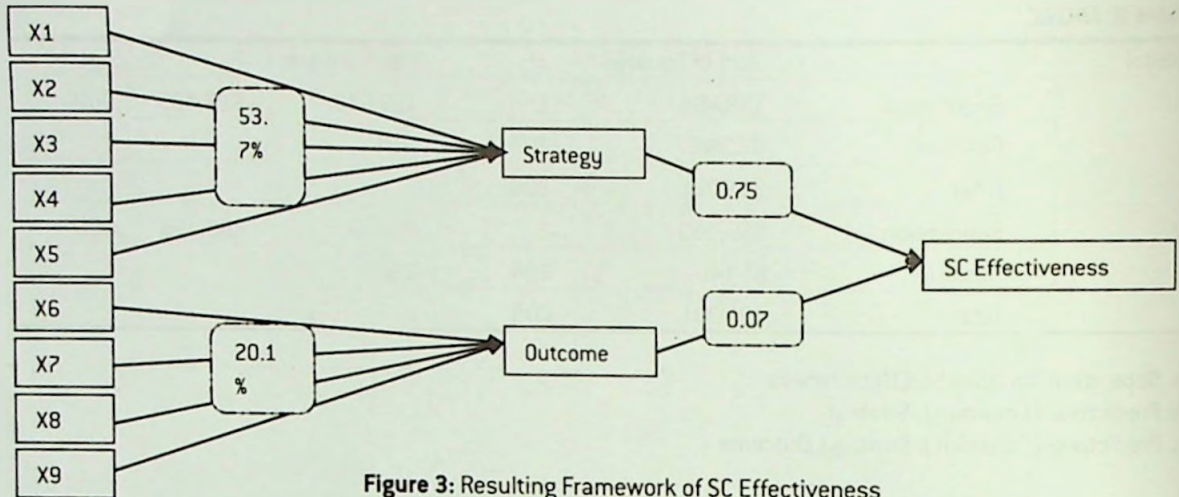 X1
X2
X3
X4
X5
X6
X7
X8
X9
53.
7%
20.1
%
Strategy
Outcome
0.75
0.07
SC Effectiveness
Figure 3: Resulting Framework of SC Effectiveness